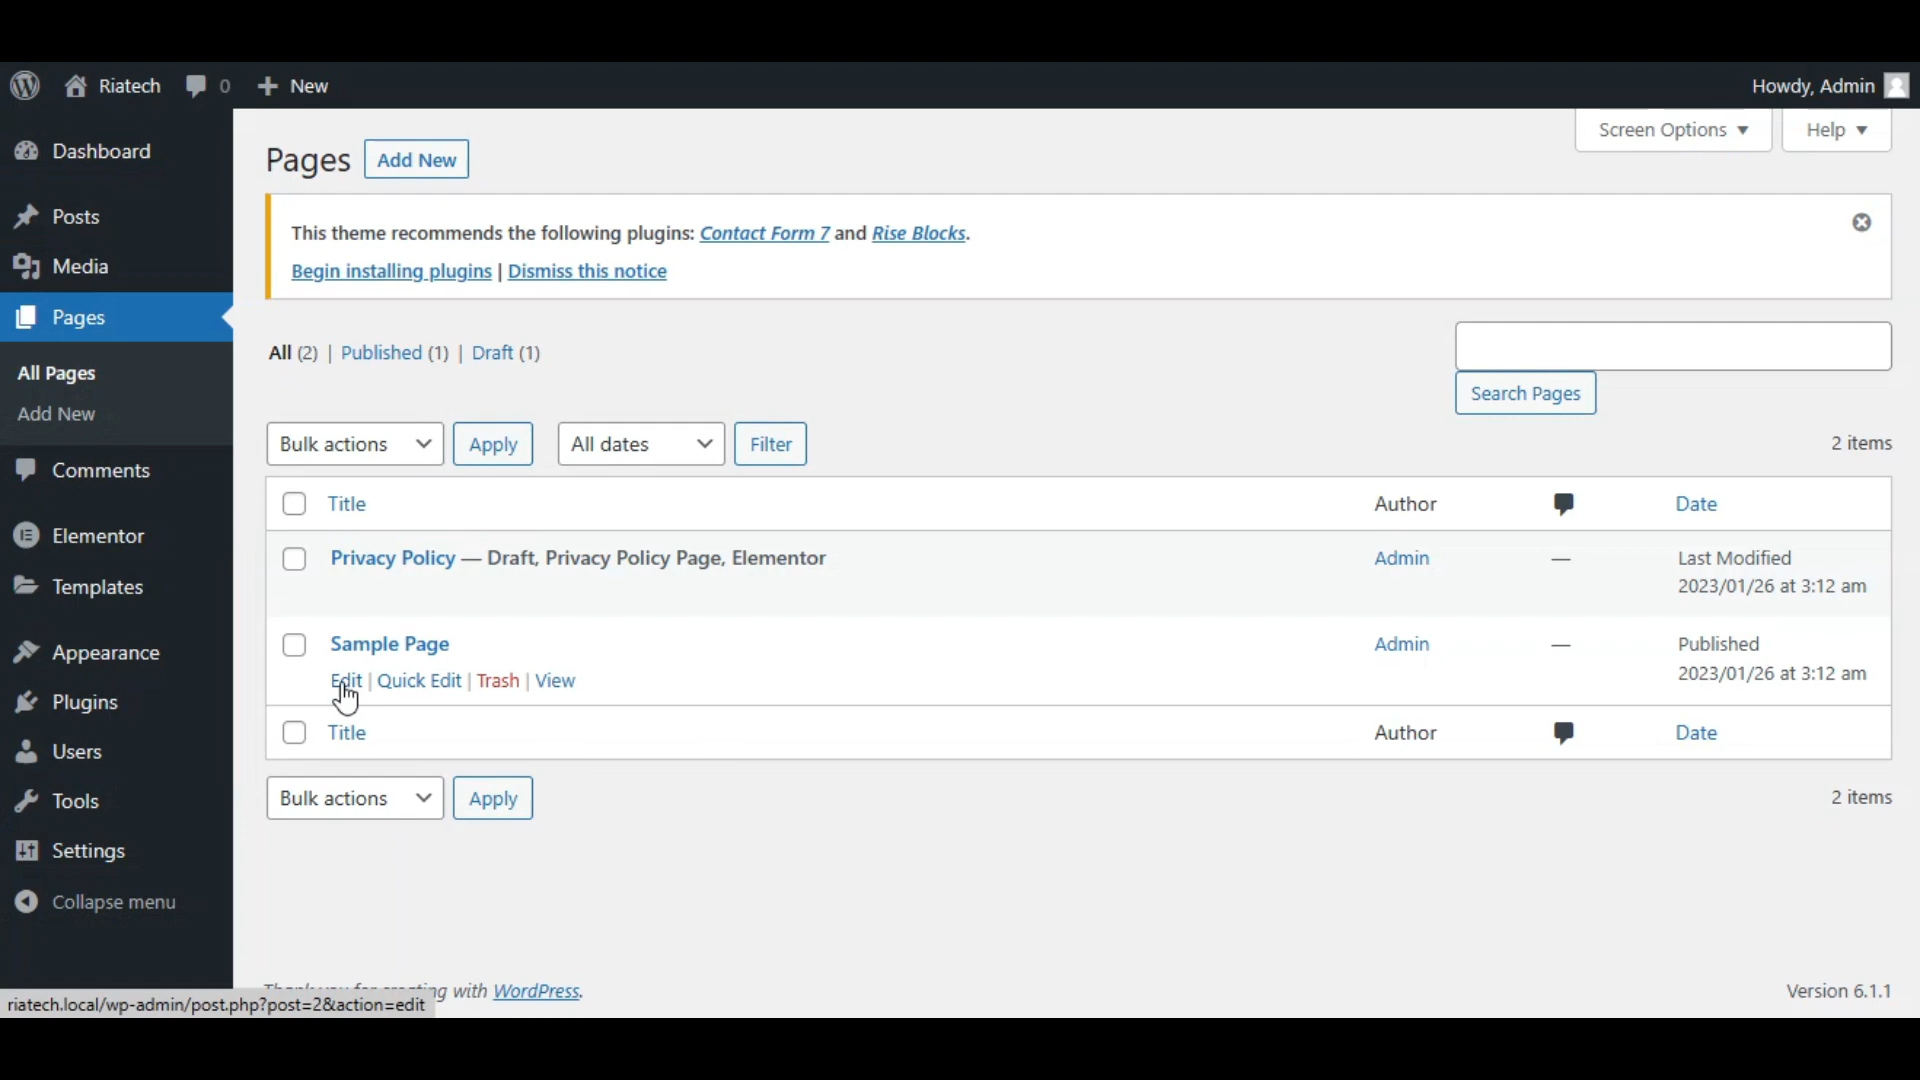 Riatech 0 New Howdy, Admin
Dashboard
Posts
Media
Pages
All Pages
Add New
Comments
Elementor
Templates
Appearance
Plugins
Users
Tools
Settings
Collapse menu
Screen Options Help
Pages Add New
This theme recommends the following plugins: Contact Form 7 and Rise Blocks.
Begin installing plugins | Dismiss this notice
All (2) | Published (1) | Draft (1)
Search Pages
Bulk actions Apply All dates Filter 2 items
Title Author Date
Privacy Policy — Draft, Privacy Policy Page, Elementor Admin — Last Modified
2023/01/26 at 3:12 am
Sample Page Admin — Published
Edit | Quick Edit | Trash | View 2023/01/26 at 3:12 am
Title Author Date
Bulk actions Apply 2 items
with WordPress. Version 6.1.1
riatech.local/wp-admin/post.php?post=2&action=edit